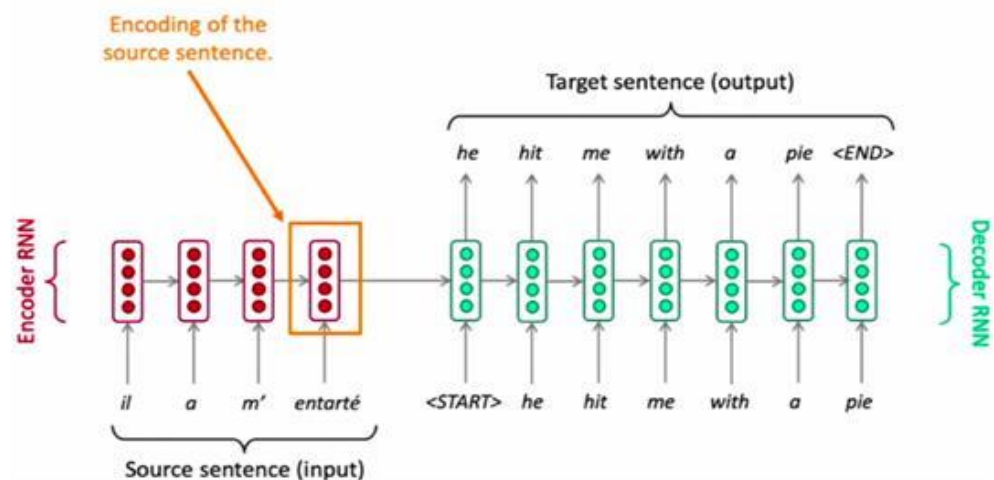 Encoding of the
source sentence.
Target sentence (output)
he hit me with a pie <END>
Encoder RNN
Decoder RNN
il a m' entarté
<START> he hit me with a pie
Source sentence (input)